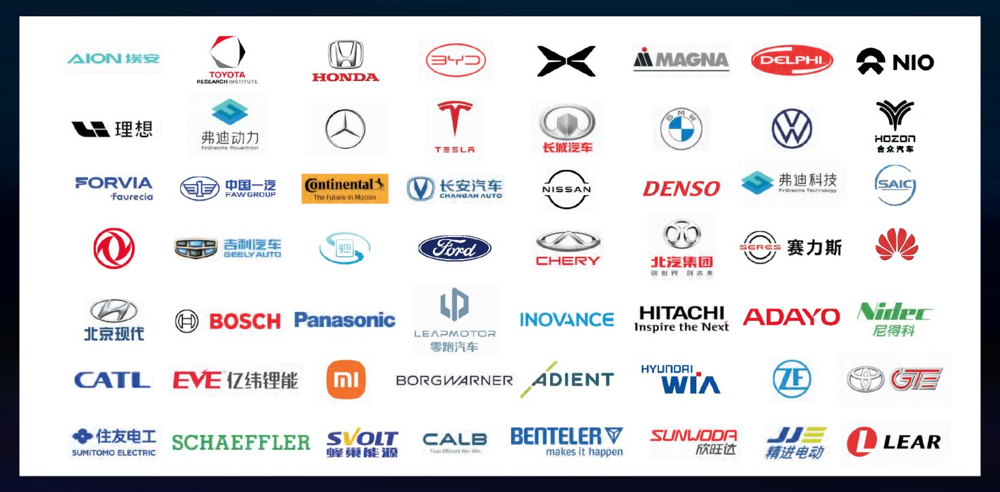 AION 埃安
TOYOTA
RESEARCH INSTITUTE
HONDA
BYD
MAGNA
DELPHI
NIO
理想
弗迪动力
FinDreams Powertrain
TESLA
长城汽车
BMW
HOZON
合众汽车
FORVIA
faurecia
中国一汽
FAW GROUP
Continental
The Future in Motion
长安汽车
CHANGAN AUTO
NISSAN
DENSO
弗迪科技
FinDreams Technology
SAIC
吉利汽车
GEELY AUTO
gm
Ford
CHERY
北汽集团
融世界 创未来
SERES 赛力斯
北京现代
BOSCH
Panasonic
LEAPMOTOR
零跑汽车
INOVANCE
HITACHI
Inspire the Next
ADAYO
Nidec
尼得科
CATL
EVE 亿纬锂能
mi
BORGWARNER
ADIENT
HYUNDAI
WIA
ZF
GTE
住友电工
SUMITOMO ELECTRIC
SCHAEFFLER
SVOLT
蜂巢能源
CALB
Trust Efficient Win-Win
BENTELER
makes it happen
SUNWODA
欣旺达
JJE
精进电动
LEAR